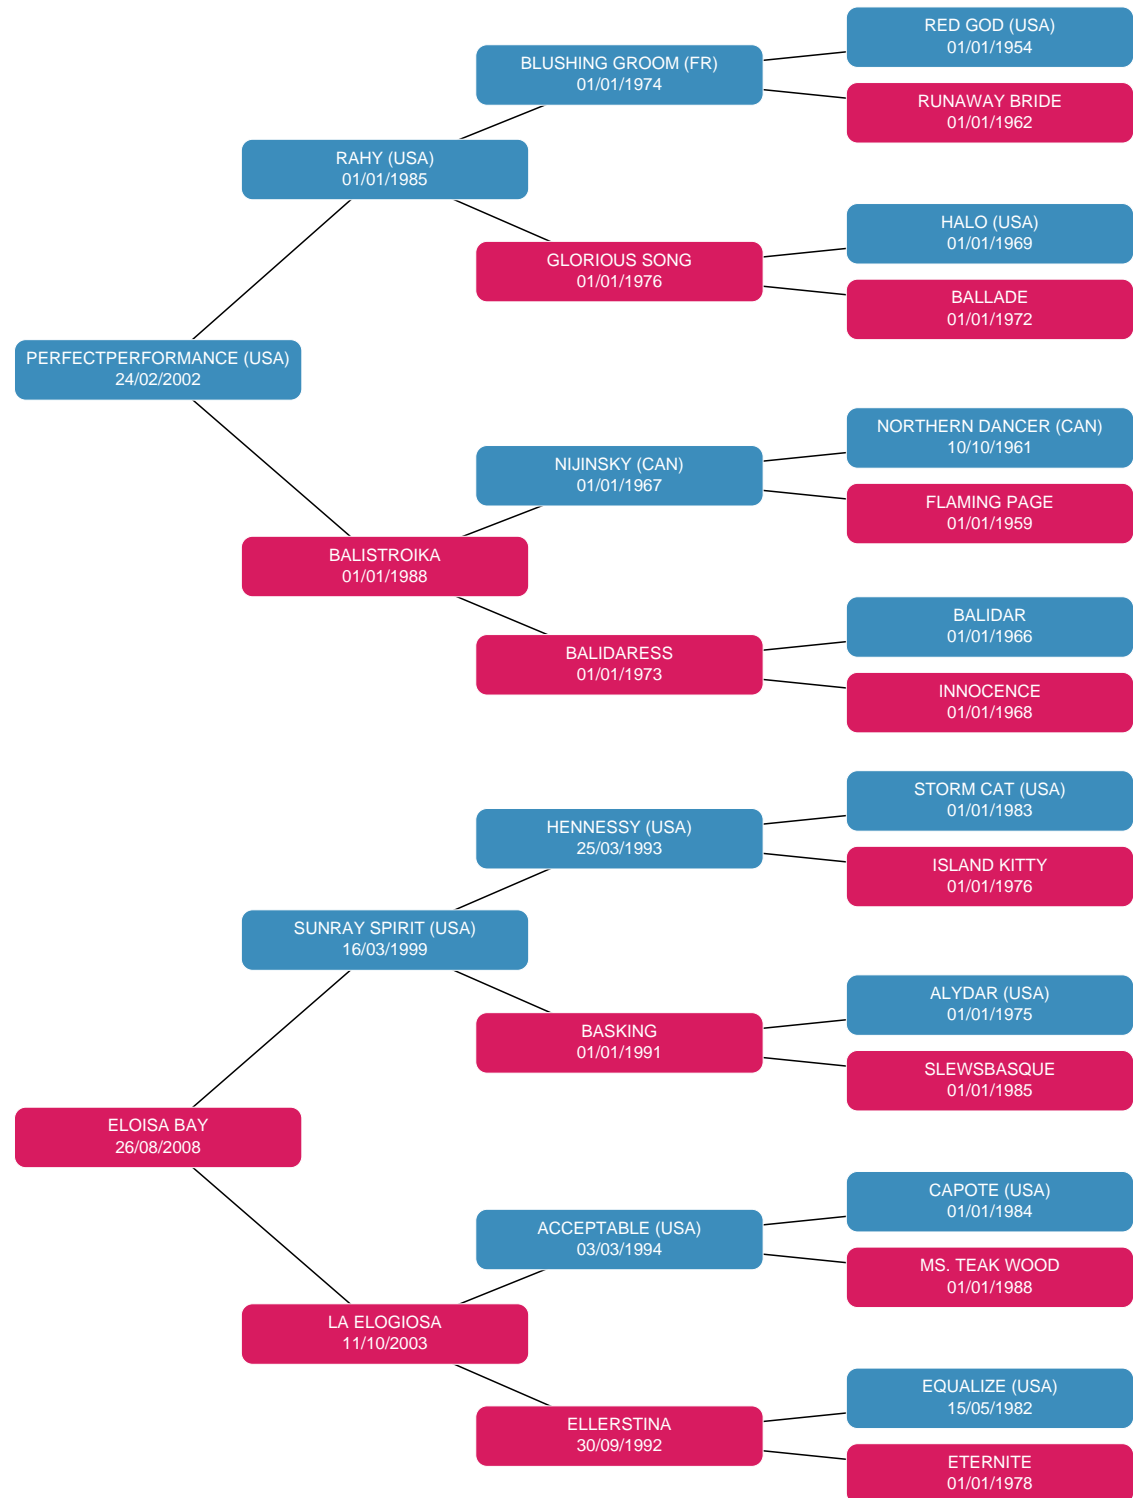 RED GOD (USA)
01/01/1954
BLUSHING GROOM (FR)
01/01/1974
RUNAWAY BRIDE
01/01/1962
RAHY (USA)
01/01/1985
HALO (USA)
01/01/1969
GLORIOUS SONG
01/01/1976
BALLADE
01/01/1972
PERFECTPERFORMANCE (USA)
24/02/2002
NORTHERN DANCER (CAN)
10/10/1961
NIJINSKY (CAN)
01/01/1967
FLAMING PAGE
01/01/1959
BALISTROIKA
01/01/1988
BALIDAR
01/01/1966
BALIDARESS
01/01/1973
INNOCENCE
01/01/1968
STORM CAT (USA)
01/01/1983
HENNESSY (USA)
25/03/1993
ISLAND KITTY
01/01/1976
SUNRAY SPIRIT (USA)
16/03/1999
ALYDAR (USA)
01/01/1975
BASKING
01/01/1991
SLEWSBASQUE
01/01/1985
ELOISA BAY
26/08/2008
CAPOTE (USA)
01/01/1984
ACCEPTABLE (USA)
03/03/1994
MS. TEAK WOOD
01/01/1988
LA ELOGIOSA
11/10/2003
EQUALIZE (USA)
15/05/1982
ELLERSTINA
30/09/1992
ETERNITE
01/01/1978